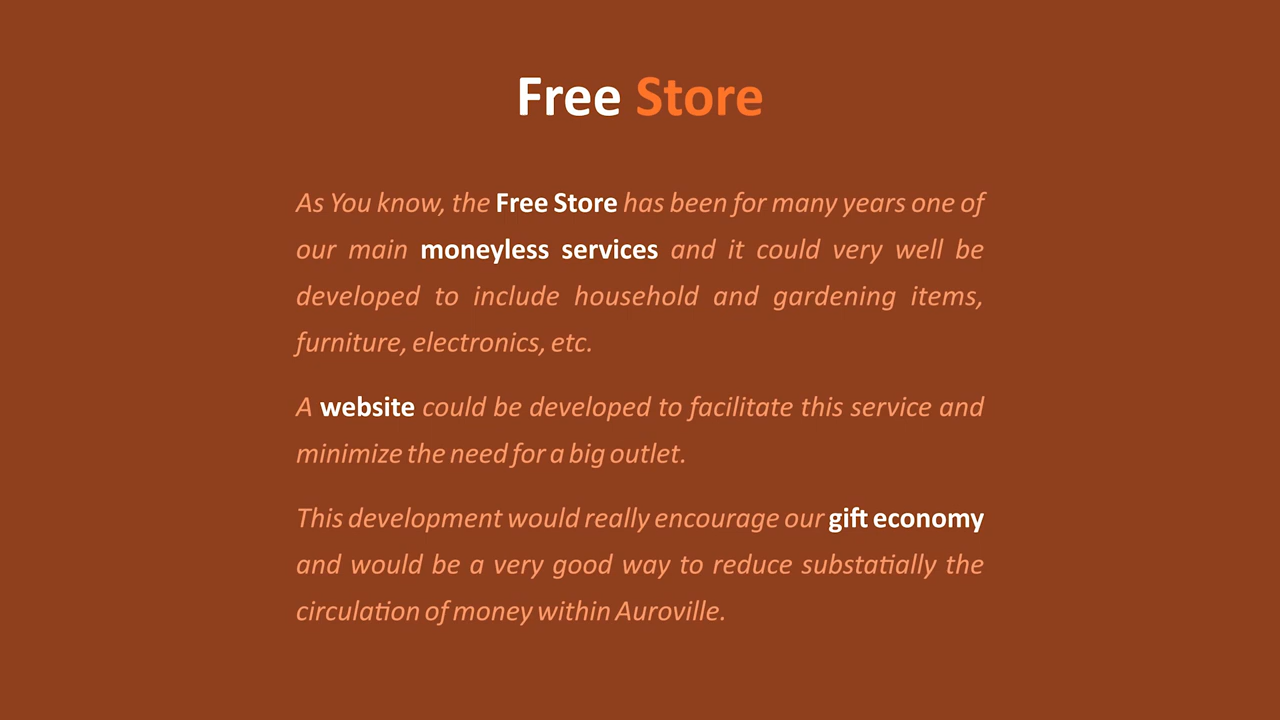 Free Store
As You know, the Free Store has been for many years one of
our main moneyless services and it could very well be
developed to include household and gardening items,
furniture, electronics, etc.
A website could be developed to facilitate this service and
minimize the need for a big outlet.
This development would really encourage our gift economy
and would be a very good way to reduce substatially the
circulation of money within Auroville.